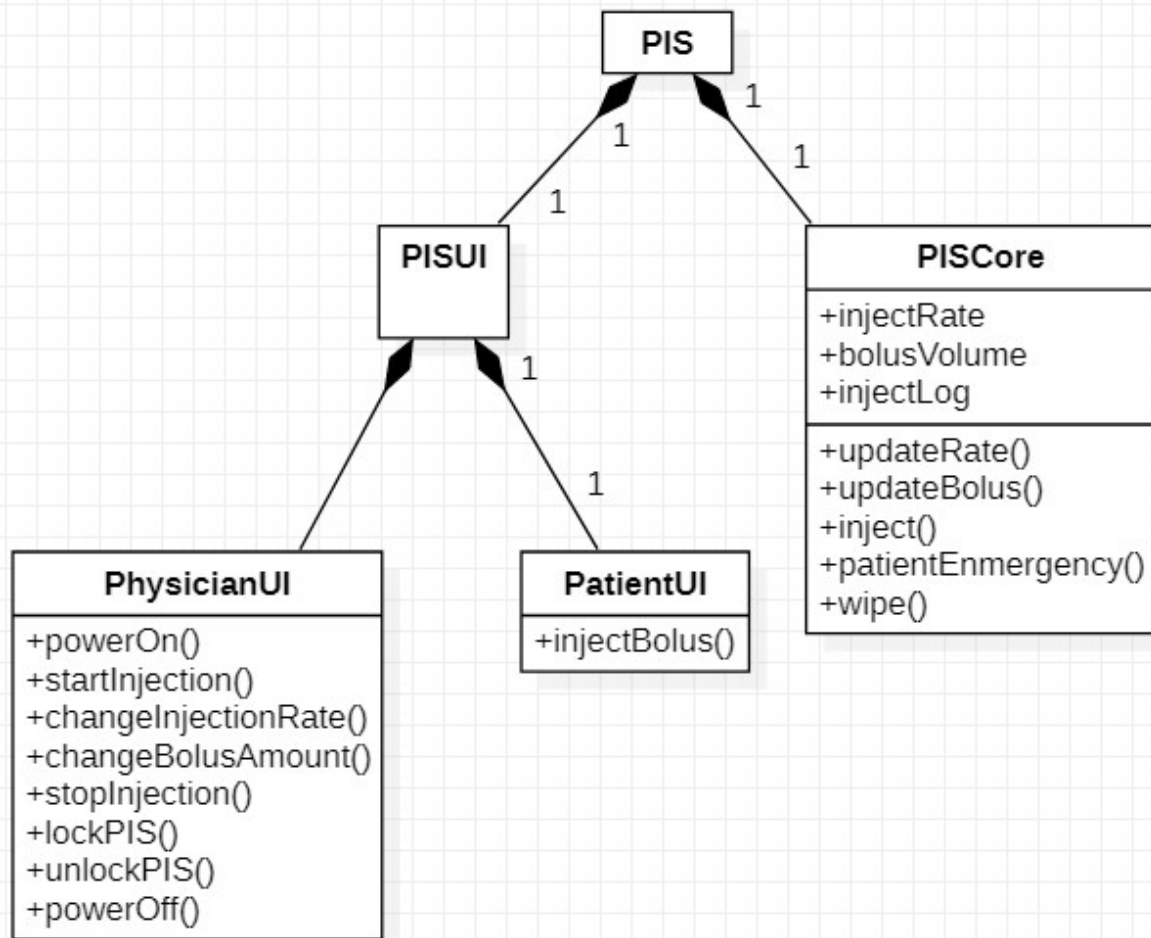 PIS
1
1
1
1
PISUI
PISCore
+injectRate
+bolusVolume
+injectLog
+updateRate()
+updateBolus()
+inject()
+patientEnmergency()
+wipe()
1
1
PhysicianUI
+powerOn()
+startInjection()
+changeInjectionRate()
+changeBolusAmount()
+stopInjection()
+lockPIS()
+unlockPIS()
+powerOff()
PatientUI
+injectBolus()